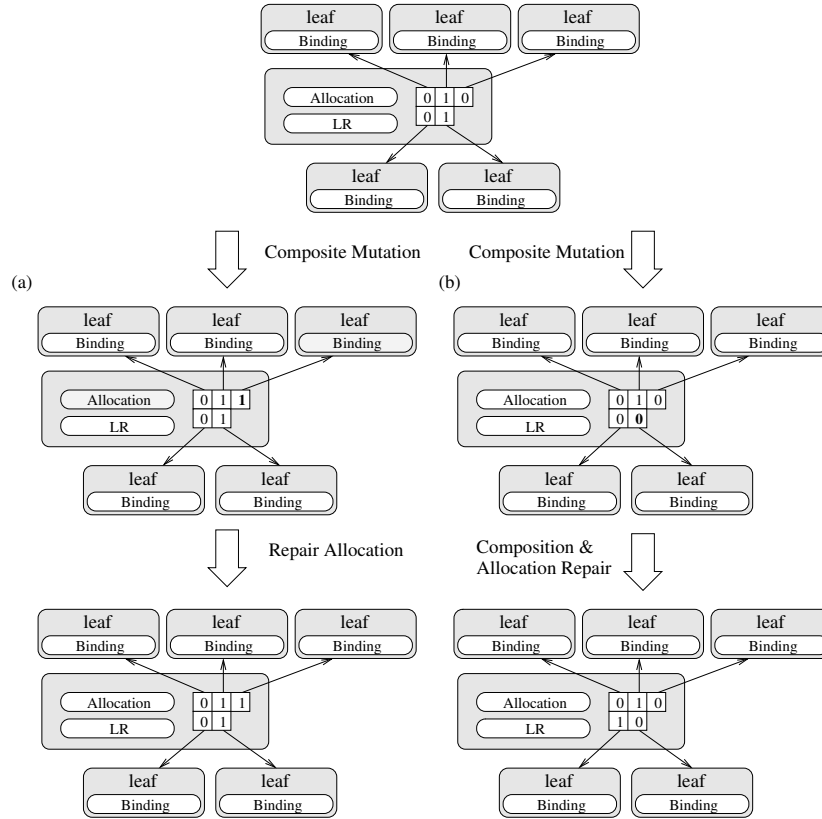 leaf leaf leaf
Binding Binding Binding
Allocation 0 1 0
LR 0 1
leaf leaf
Binding Binding
Composite Mutation Composite Mutation
(a) (b)
leaf leaf leaf leaf leaf leaf
Binding Binding Binding Binding Binding Binding
Allocation 0 1 1 Allocation 0 1 0
LR 0 1 LR 0 0
leaf leaf leaf leaf
Binding Binding Binding Binding
Repair Allocation Composition &
Allocation Repair
leaf leaf leaf leaf leaf leaf
Binding Binding Binding Binding Binding Binding
Allocation 0 1 1 Allocation 0 1 0
LR 0 1 LR 1 0
leaf leaf leaf leaf
Binding Binding Binding Binding